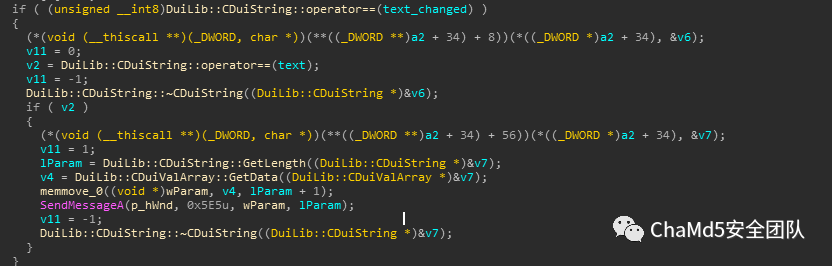 if ( (unsigned __int8)DuiLib::CDuiString::operator==(text_changed) )
{
(*(void (__thiscall **)(_DWORD, char *))(**((_DWORD **)a2 + 34) + 8))(*((_DWORD *)a2 + 34), &v6);
v11 = 0;
v2 = DuiLib::CDuiString::operator==(text);
v11 = -1;
DuiLib::CDuiString::~CDuiString((DuiLib::CDuiString *)&v6);
if ( v2 )
{
(*(void (__thiscall **)(_DWORD, char *))(**((_DWORD **)a2 + 34) + 56))(*((_DWORD *)a2 + 34), &v7);
v11 = 1;
lParam = DuiLib::CDuiString::GetLength((DuiLib::CDuiString *)&v7);
v4 = DuiLib::CDuiValArray::GetData((DuiLib::CDuiValArray *)&v7);
memmove_0((void *)wParam, v4, lParam + 1);
SendMessageA(p_hWnd, 0x5E5u, wParam, lParam);
v11 = -1;
DuiLib::CDuiString::~CDuiString((DuiLib::CDuiString *)&v7);
}
}
ChaMd5安全团队